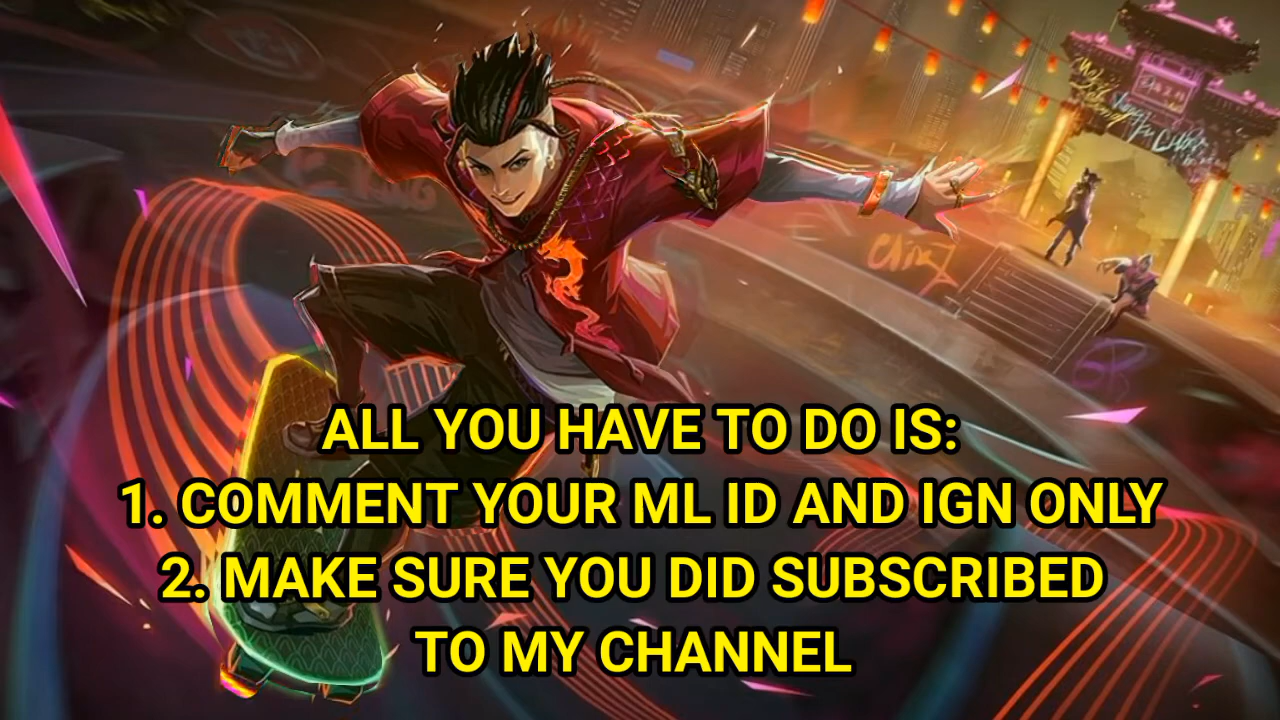 ALL YOU HAVE TO DO IS:
1. COMMENT YOUR ML ID AND IGN ONLY
2. MAKE SURE YOU DID SUBSCRIBED
TO MY CHANNEL